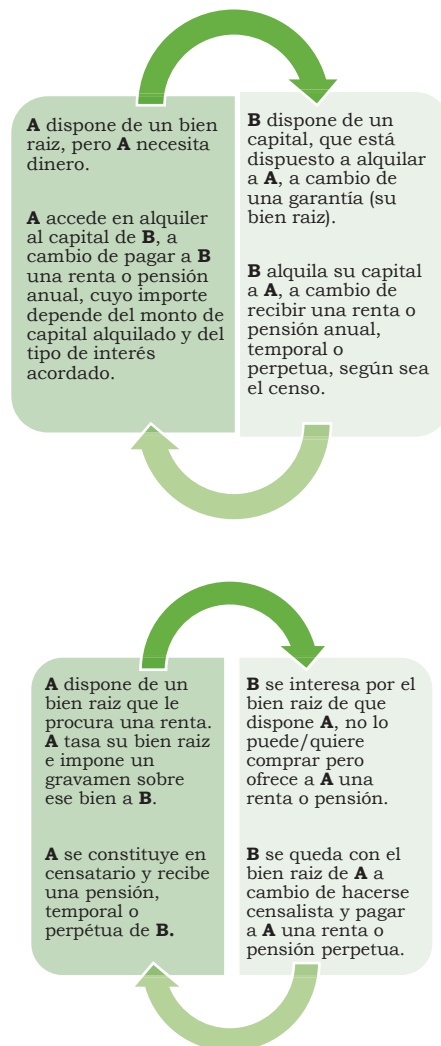 A dispone de un bien
raiz, pero A necesita
dinero.
A accede en alquiler
al capital de B, a
cambio de pagar a B
una renta o pensión
anual, cuyo importe
depende del monto de
capital alquilado y del
tipo de interés
acordado.
B dispone de un
capital, que está
dispuesto a alquilar
a A, a cambio de
una garantía (su
bien raiz).
B alquila su capital
a A, a cambio de
recibir una renta o
pensión anual,
temporal o
perpetua, según sea
el censo.
A dispone de un
bien raiz que le
procura una renta.
A tasa su bien raiz
e impone un
gravamen sobre
ese bien a B.
A se constituye en
censatario y recibe
una pensión,
temporal o
perpétua de B.
B se interesa por el
bien raiz de que
dispone A, no lo
puede/quiere
comprar pero
ofrece a A una
renta o pensión.
B se queda con el
bien raiz de A a
cambio de hacerse
censalista y pagar
a A una renta o
pensión perpetua.